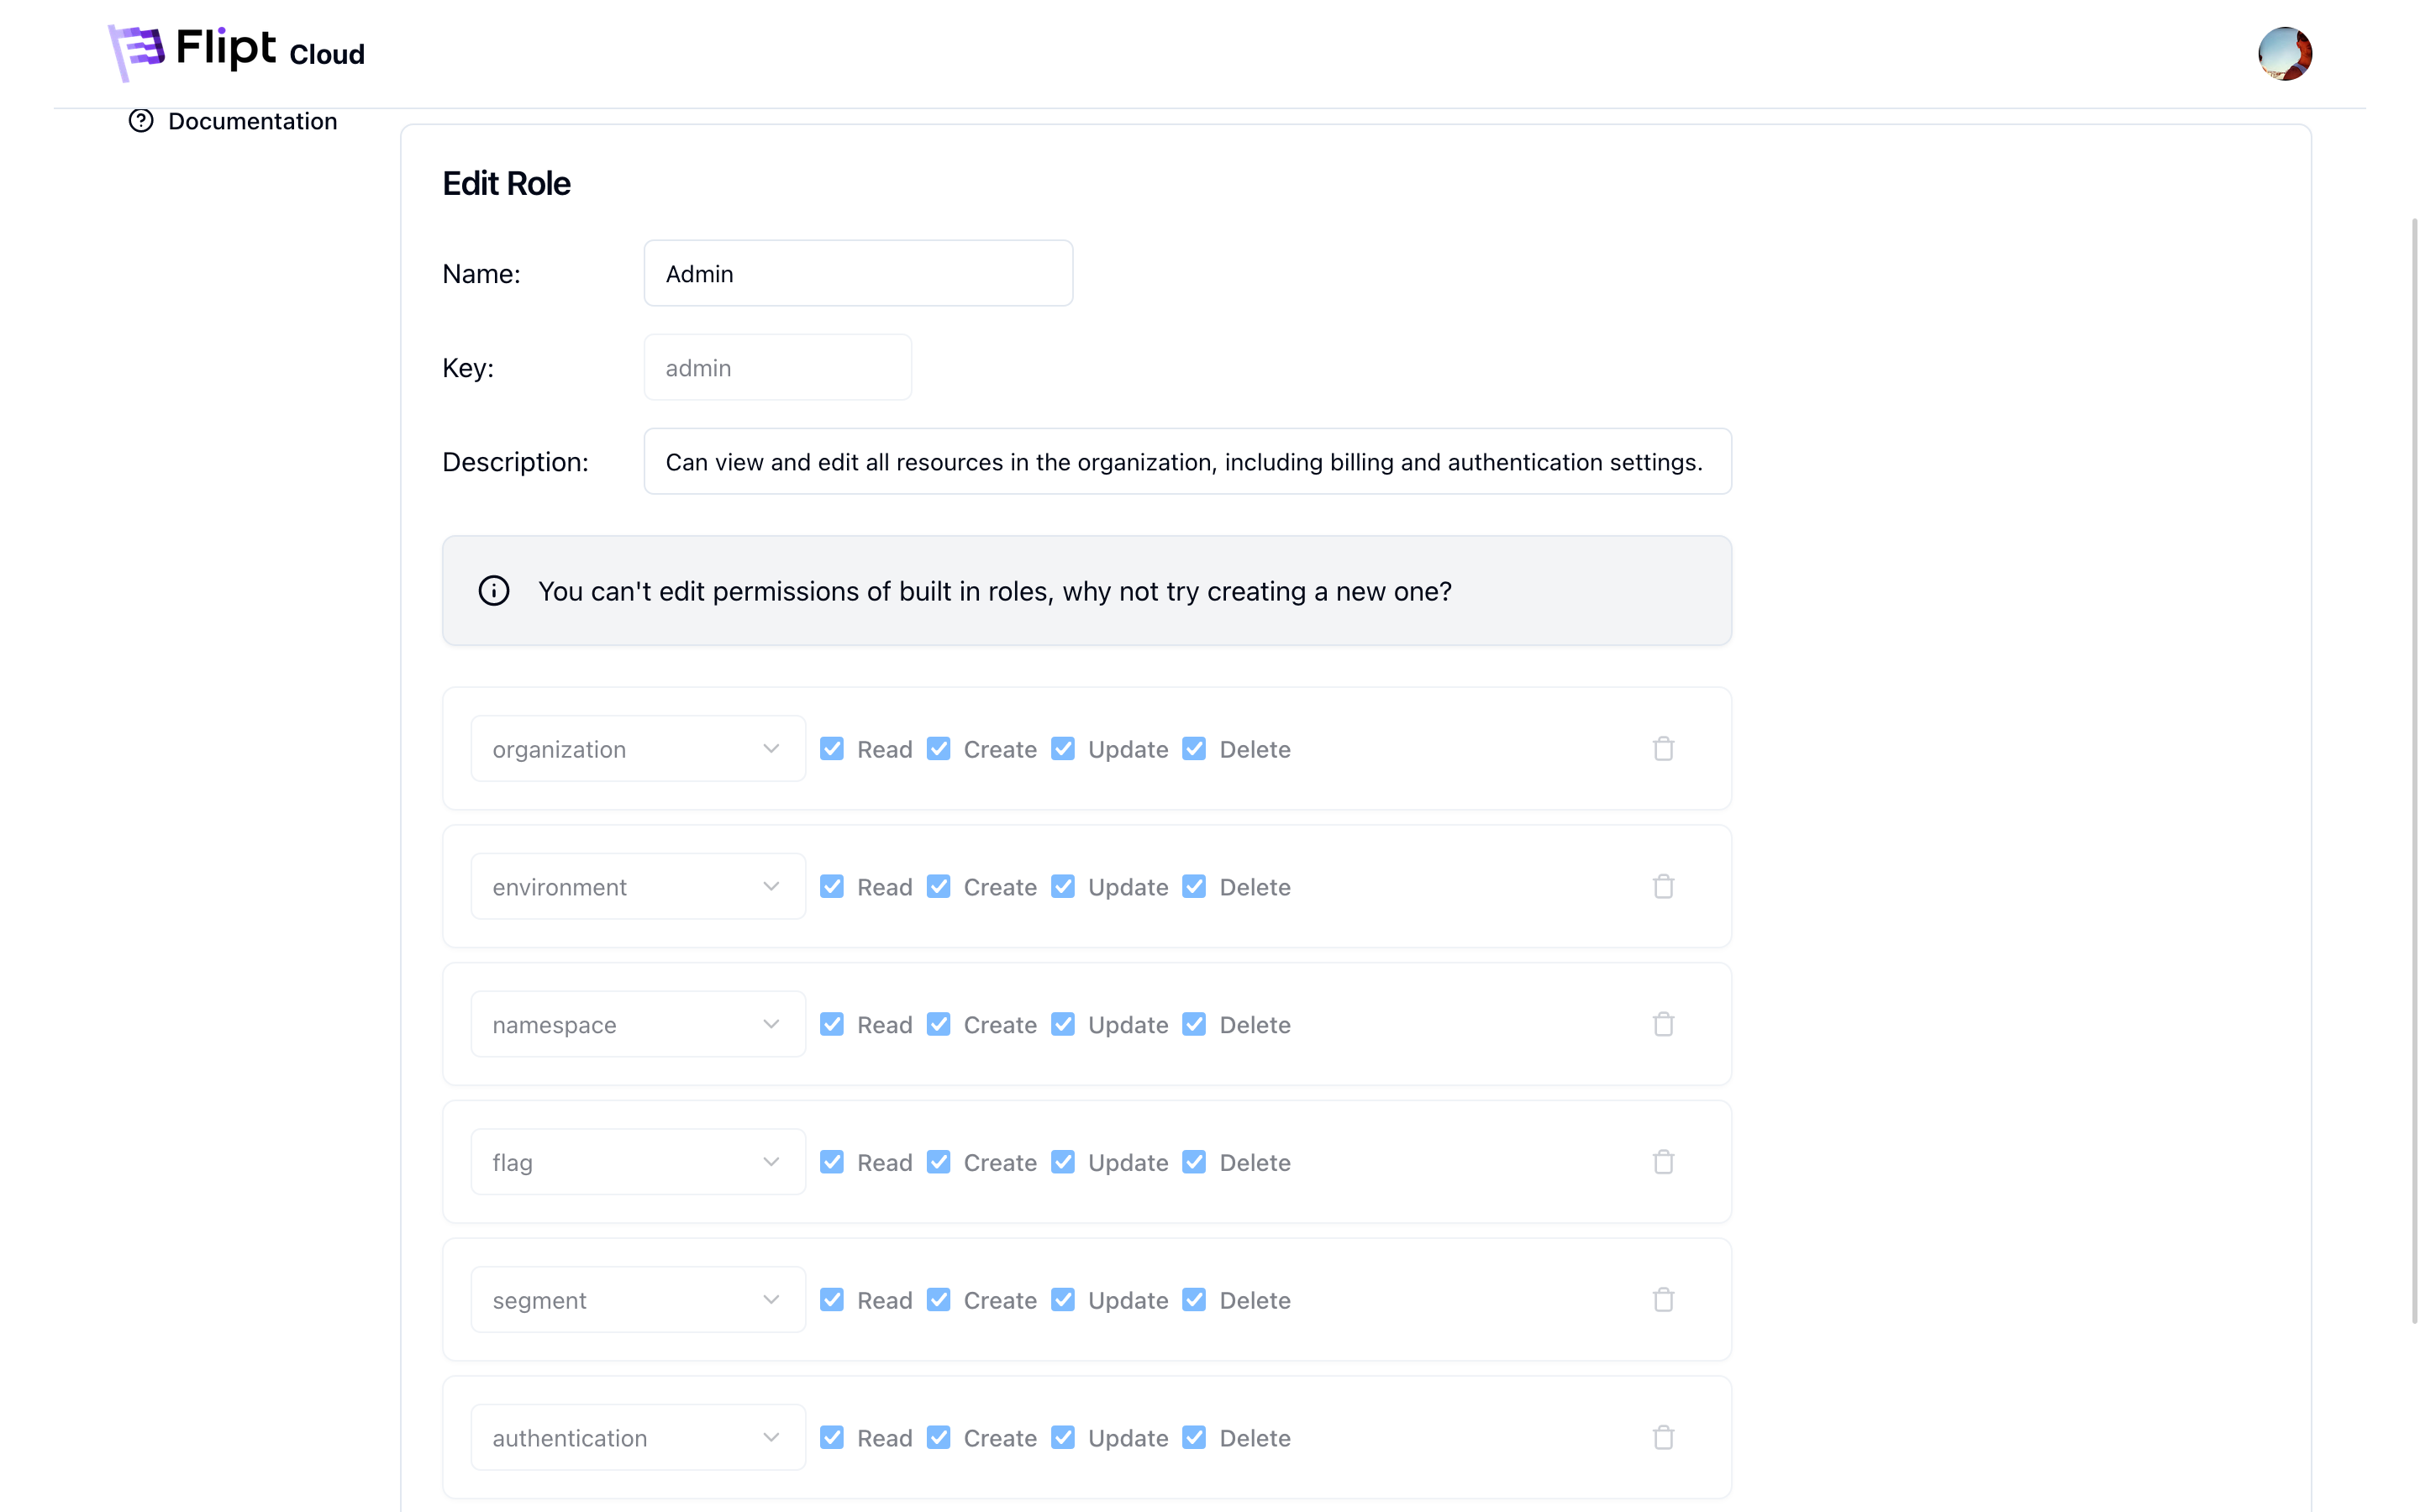 Flipt Cloud
Documentation
Edit Role
Name: Admin
Key: admin
Description: Can view and edit all resources in the organization, including billing and authentication settings.
You can't edit permissions of built in roles, why not try creating a new one?
organization Read Create Update Delete
environment Read Create Update Delete
namespace Read Create Update Delete
flag Read Create Update Delete
segment Read Create Update Delete
authentication Read Create Update Delete